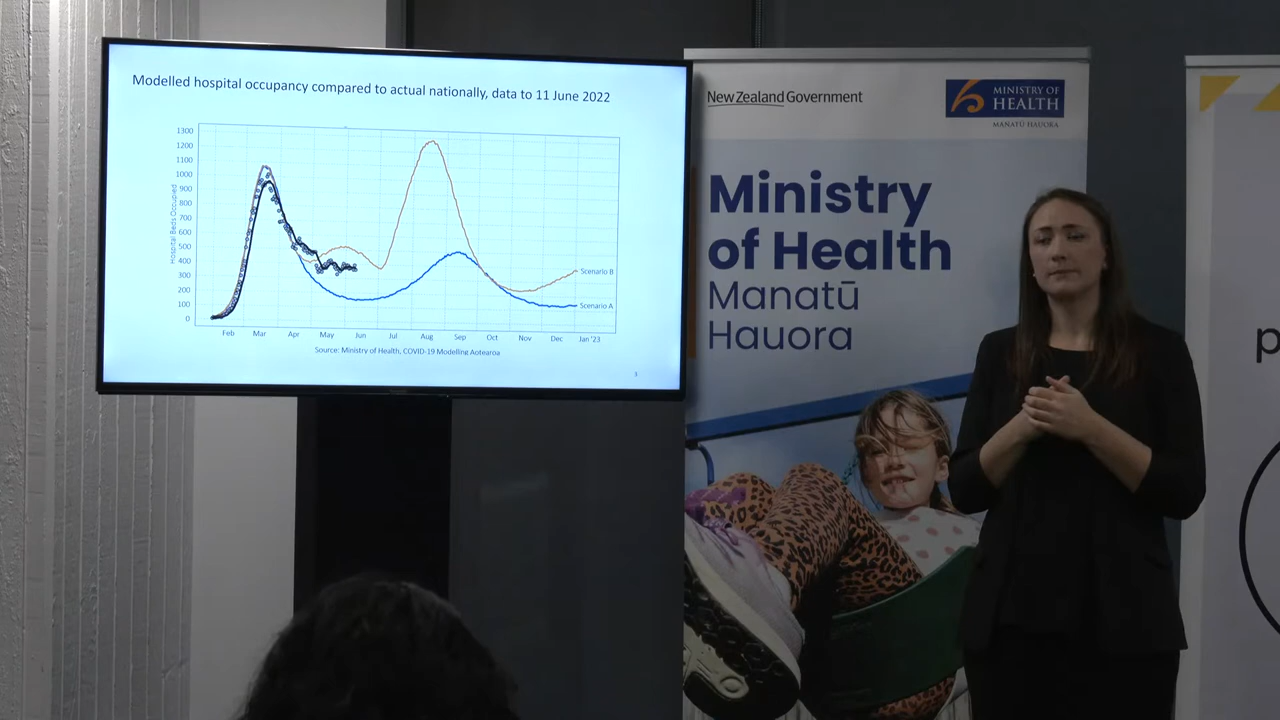 Modelled hospital occupancy compared to actual nationally, data to 11 June 2022
Hospital Beds Occupied
1300
1200
1100
1000
900
800
700
600
500
400
300
200
100
0
Feb Mar Apr May Jun Jul Aug Sep Oct Nov Dec Jan '23
Scenario B
Scenario A
Source: Ministry of Health, COVID-19 Modelling Aotearoa
New Zealand Government
MINISTRY OF
HEALTH
MANATŪ HAUORA
Ministry
of Health
Manatū
Hauora
p